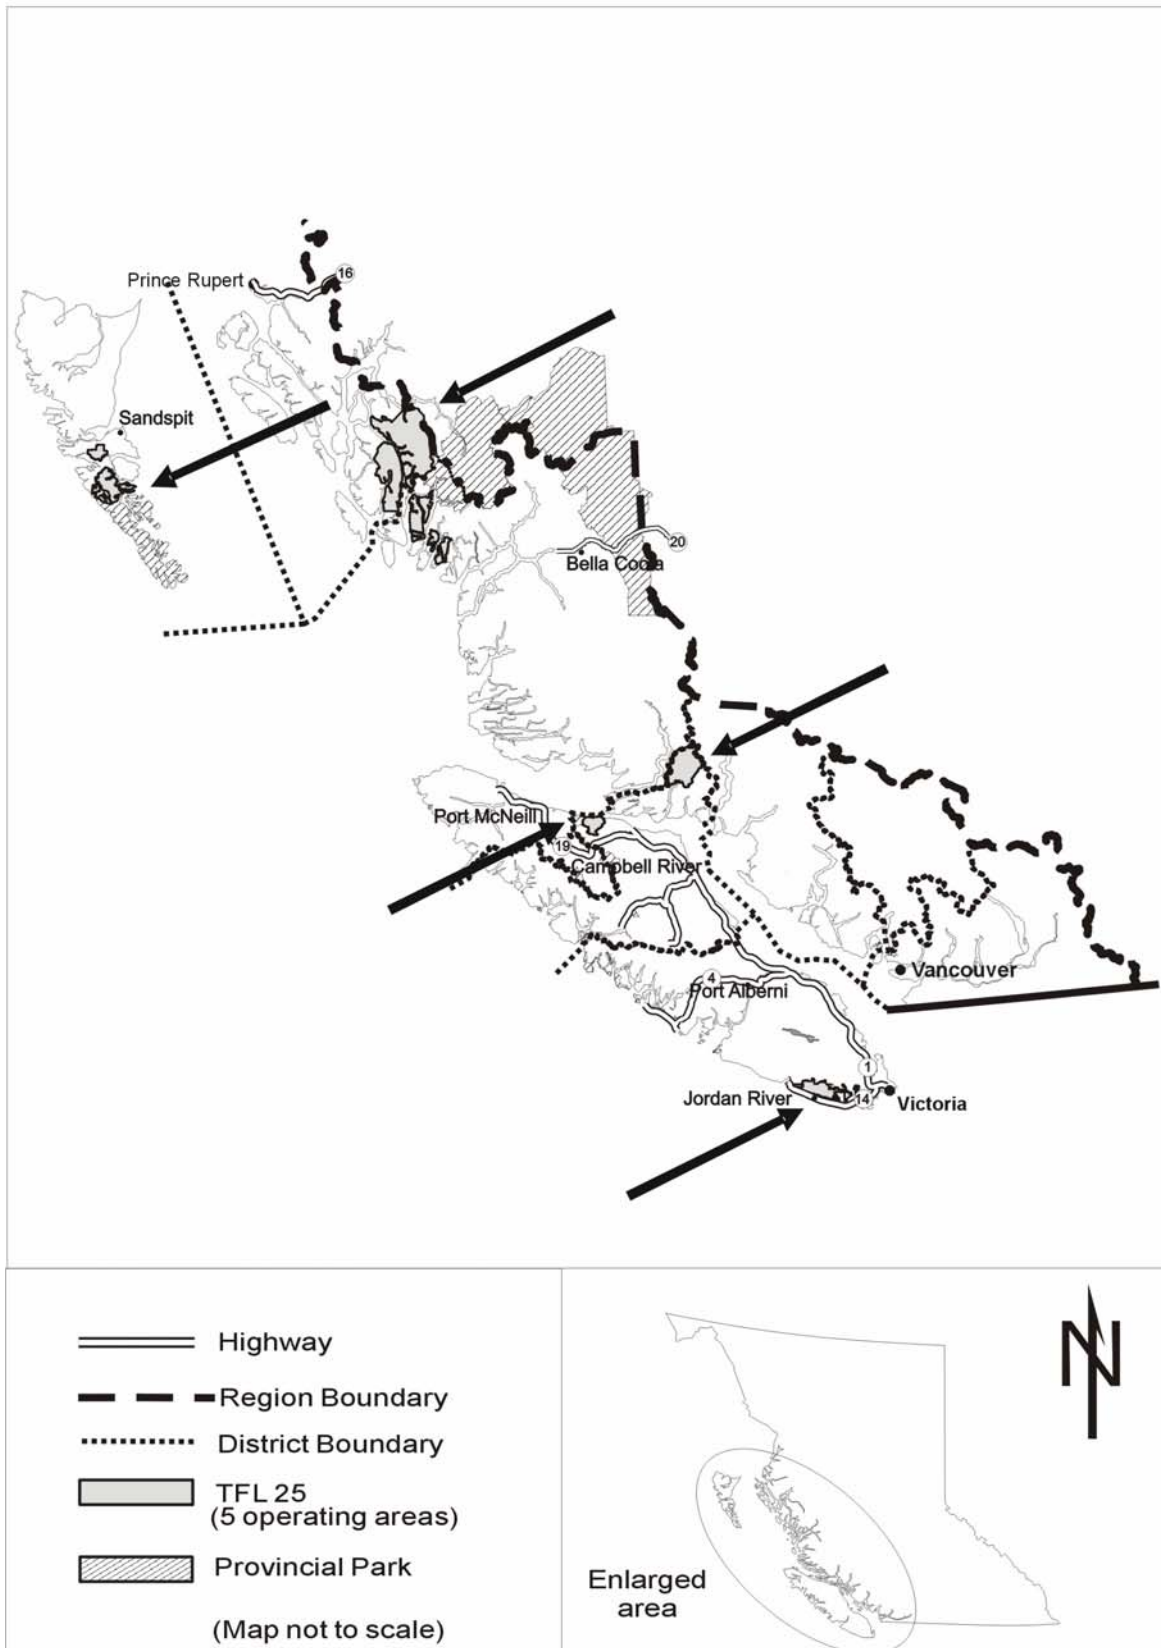 Prince Rupert
16
Sandspit
20
Bella Coola
Port McNeill
19
Campbell River
Vancouver
4
Port Alberni
1
Jordan River
14
Victoria
Highway
Region Boundary
District Boundary
TFL 25
(5 operating areas)
Provincial Park
(Map not to scale)
Enlarged
area
N